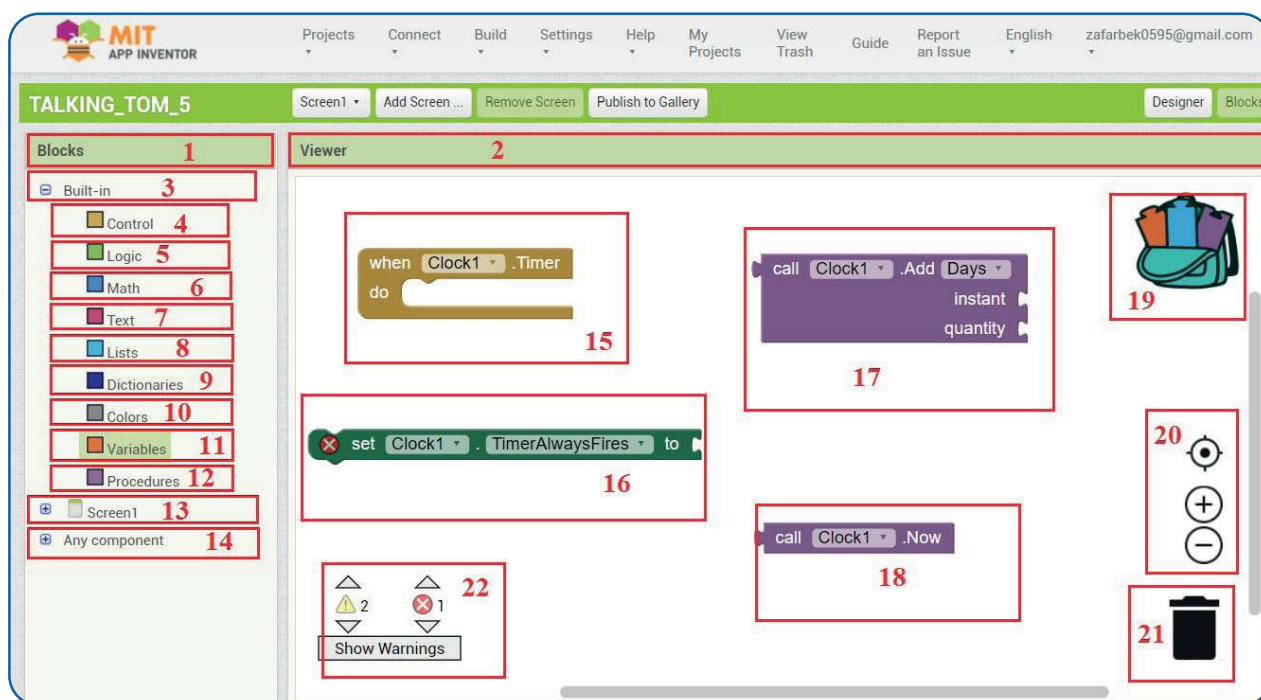 MIT
APP INVENTOR
Projects
Connect
Build
Settings
Help
My
Projects
View
Trash
Guide
Report
an Issue
English
zafarbek0595@gmail.com
TALKING_TOM_5
Screen1
Add Screen ...
Remove Screen
Publish to Gallery
Designer
Blocks
Blocks 1
Viewer 2
Built-in 3
Control 4
Logic 5
Math 6
Text 7
Lists 8
Dictionaries 9
Colors 10
Variables 11
Procedures 12
Screen1 13
Any component 14
when Clock1 .Timer
do
15
set Clock1 . TimerAlwaysFires to
16
call Clock1 .Add Days
instant
quantity
17
call Clock1 .Now
18
19
20
21
22
2 1
Show Warnings